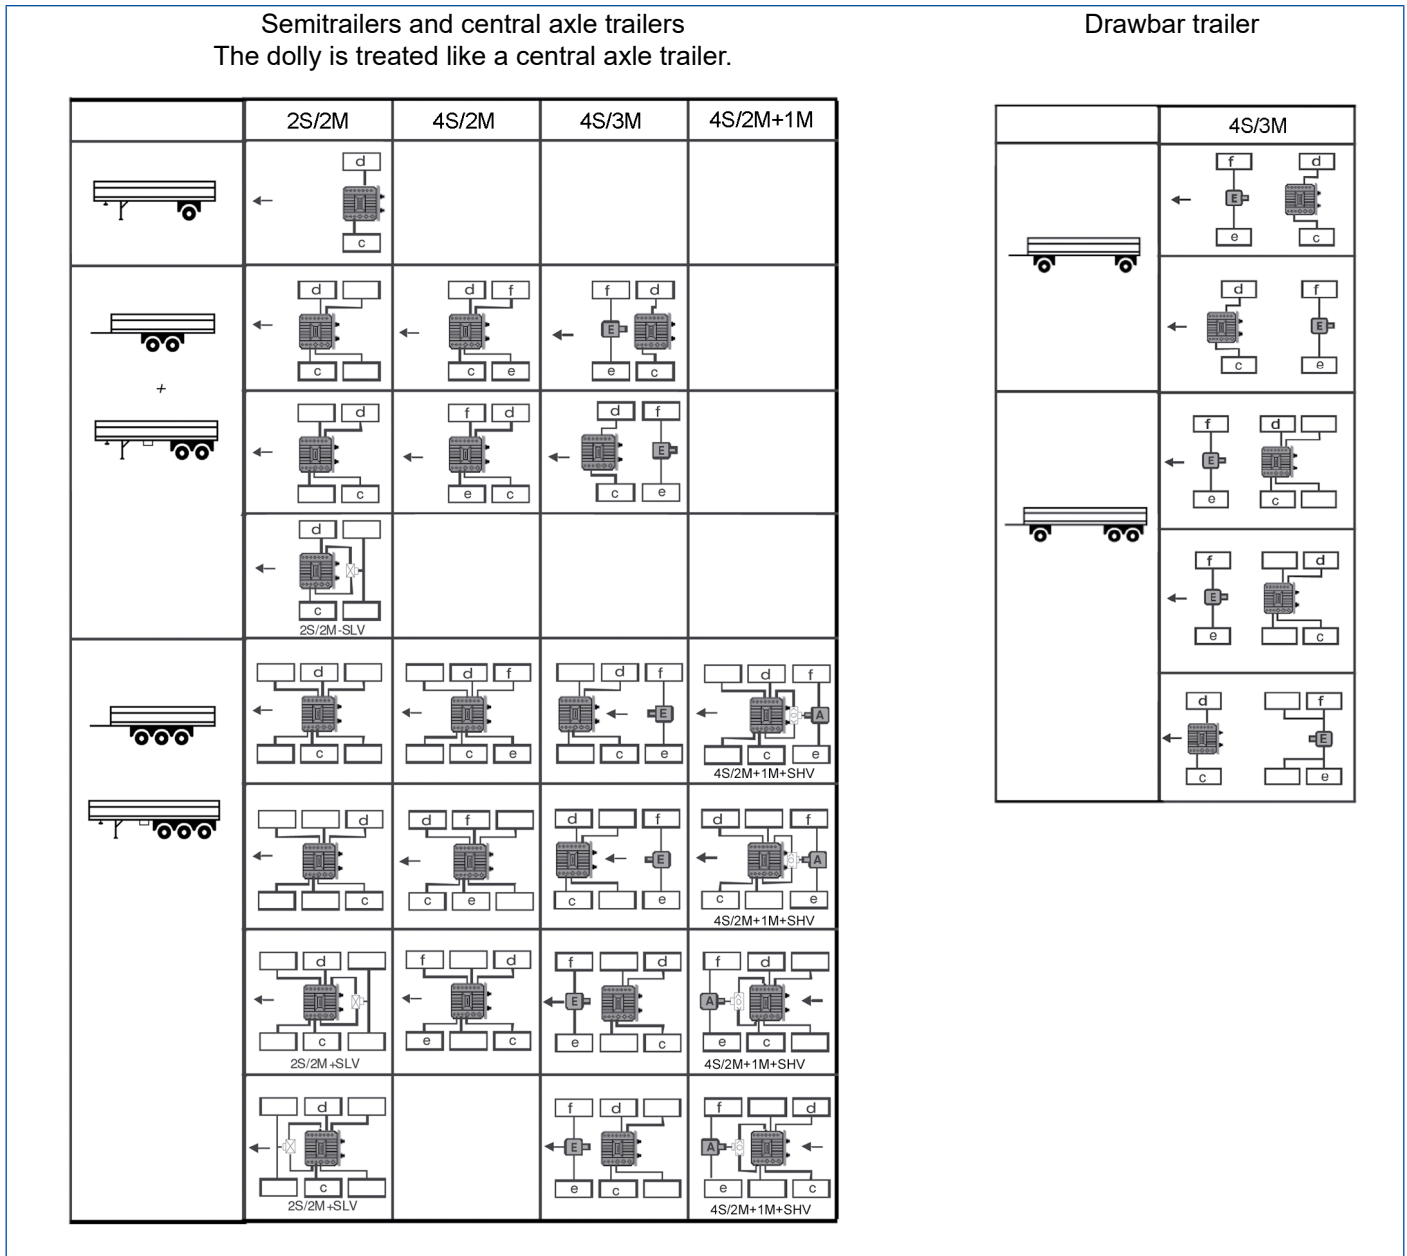 Semitrailers and central axle trailers
The dolly is treated like a central axle trailer.
2S/2M 4S/2M 4S/3M 4S/2M+1M
d
c
d d f f d
E
c c e e c
+
d f d d f
E
c e c c e
d
c
2S/2M-SLV
d d f d f d f
E A
c c e c e c e
4S/2M+1M+SHV
d d f d f d f
E A
c c e c e c e
4S/2M+1M+SHV
d f d f d f d
E A
c e c e c e c
2S/2M+SLV 4S/2M+1M+SHV
d f d f d
E A
c e c e c
2S/2M+SLV 4S/2M+1M+SHV
Drawbar trailer
4S/3M
f d
E
e c
d f
E
c e
f d
E
e c
f d
E
e c
d f
E
c e